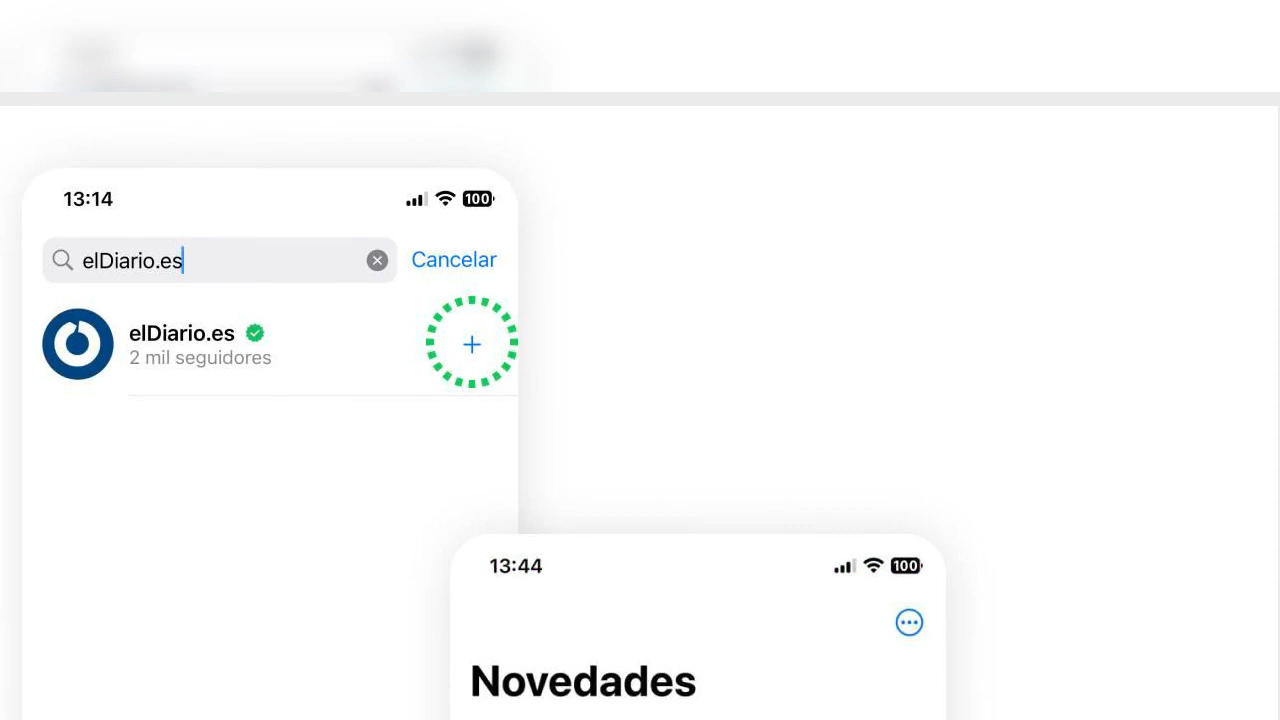 13:14
100
elDiario.es
Cancelar
elDiario.es
2 mil seguidores
13:44
100
Novedades